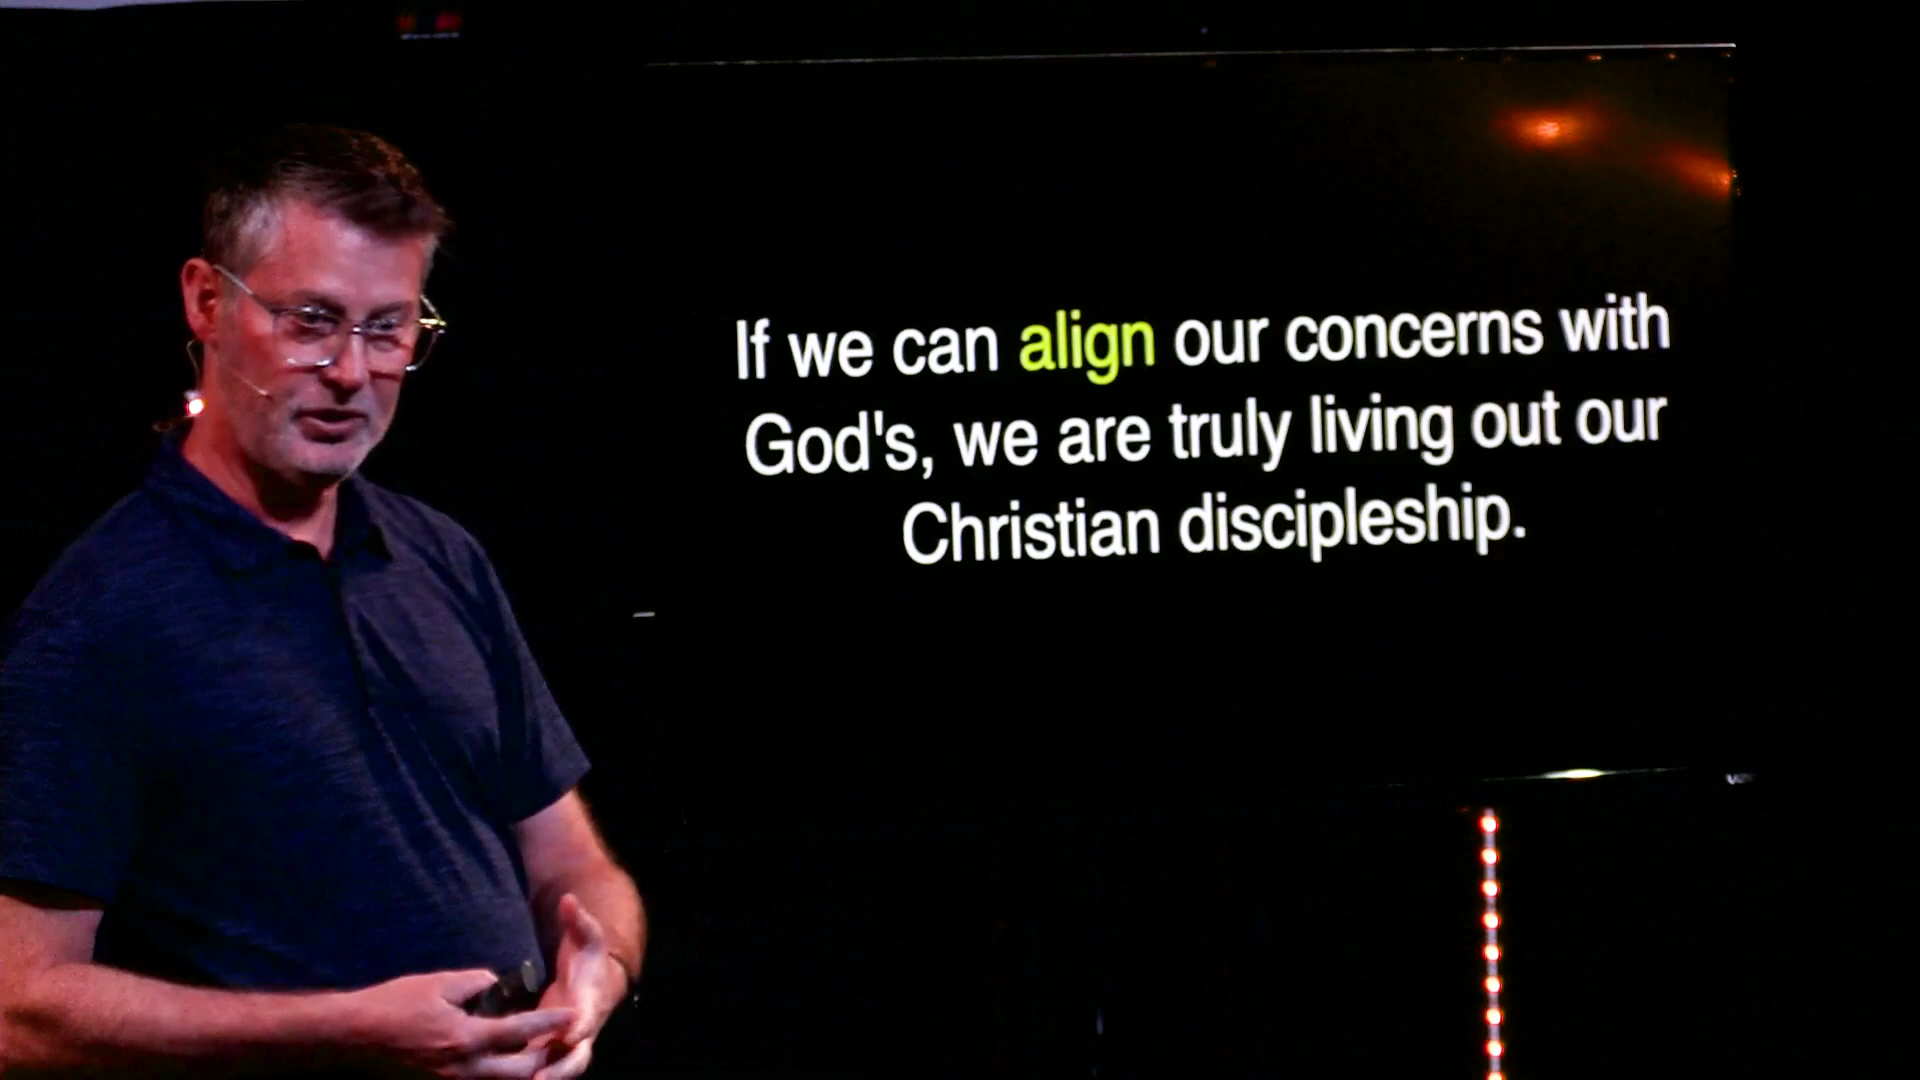 If we can align our concerns with
God's, we are truly living out our
Christian discipleship.